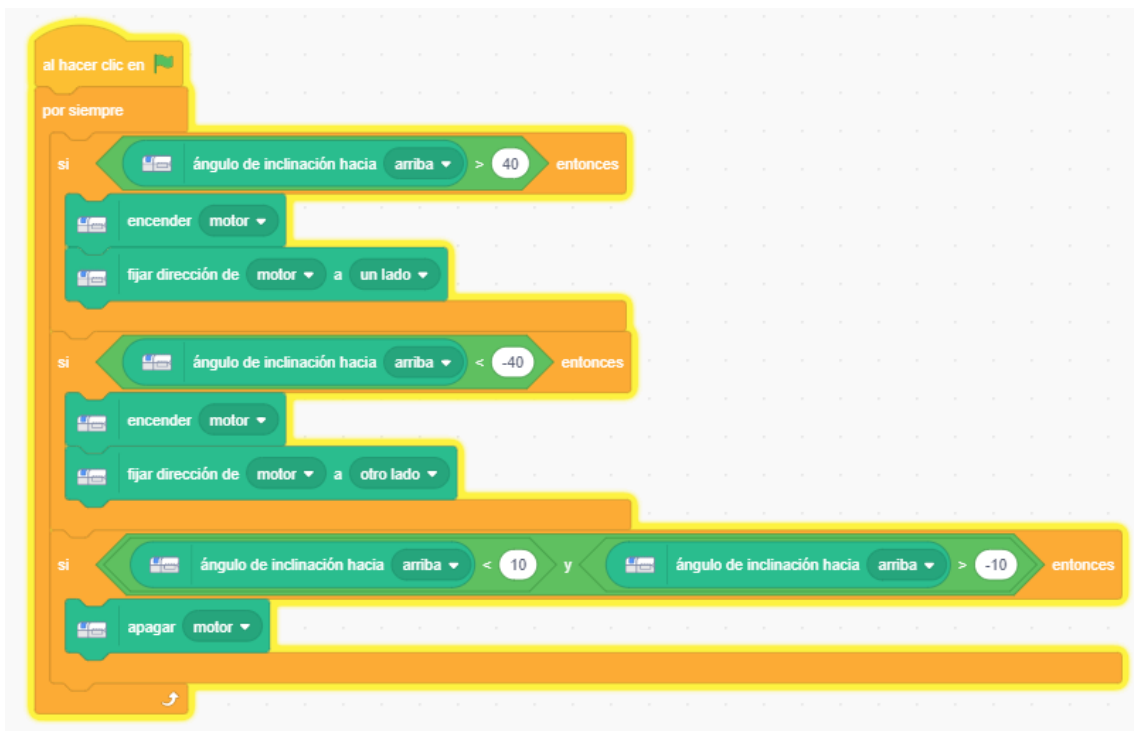 al hacer clic en
por siempre
si ángulo de inclinación hacia arriba > 40 entonces
encender motor
fijar dirección de motor a un lado
si ángulo de inclinación hacia arriba < -40 entonces
encender motor
fijar dirección de motor a otro lado
si ángulo de inclinación hacia arriba < 10 y ángulo de inclinación hacia arriba > -10 entonces
apagar motor